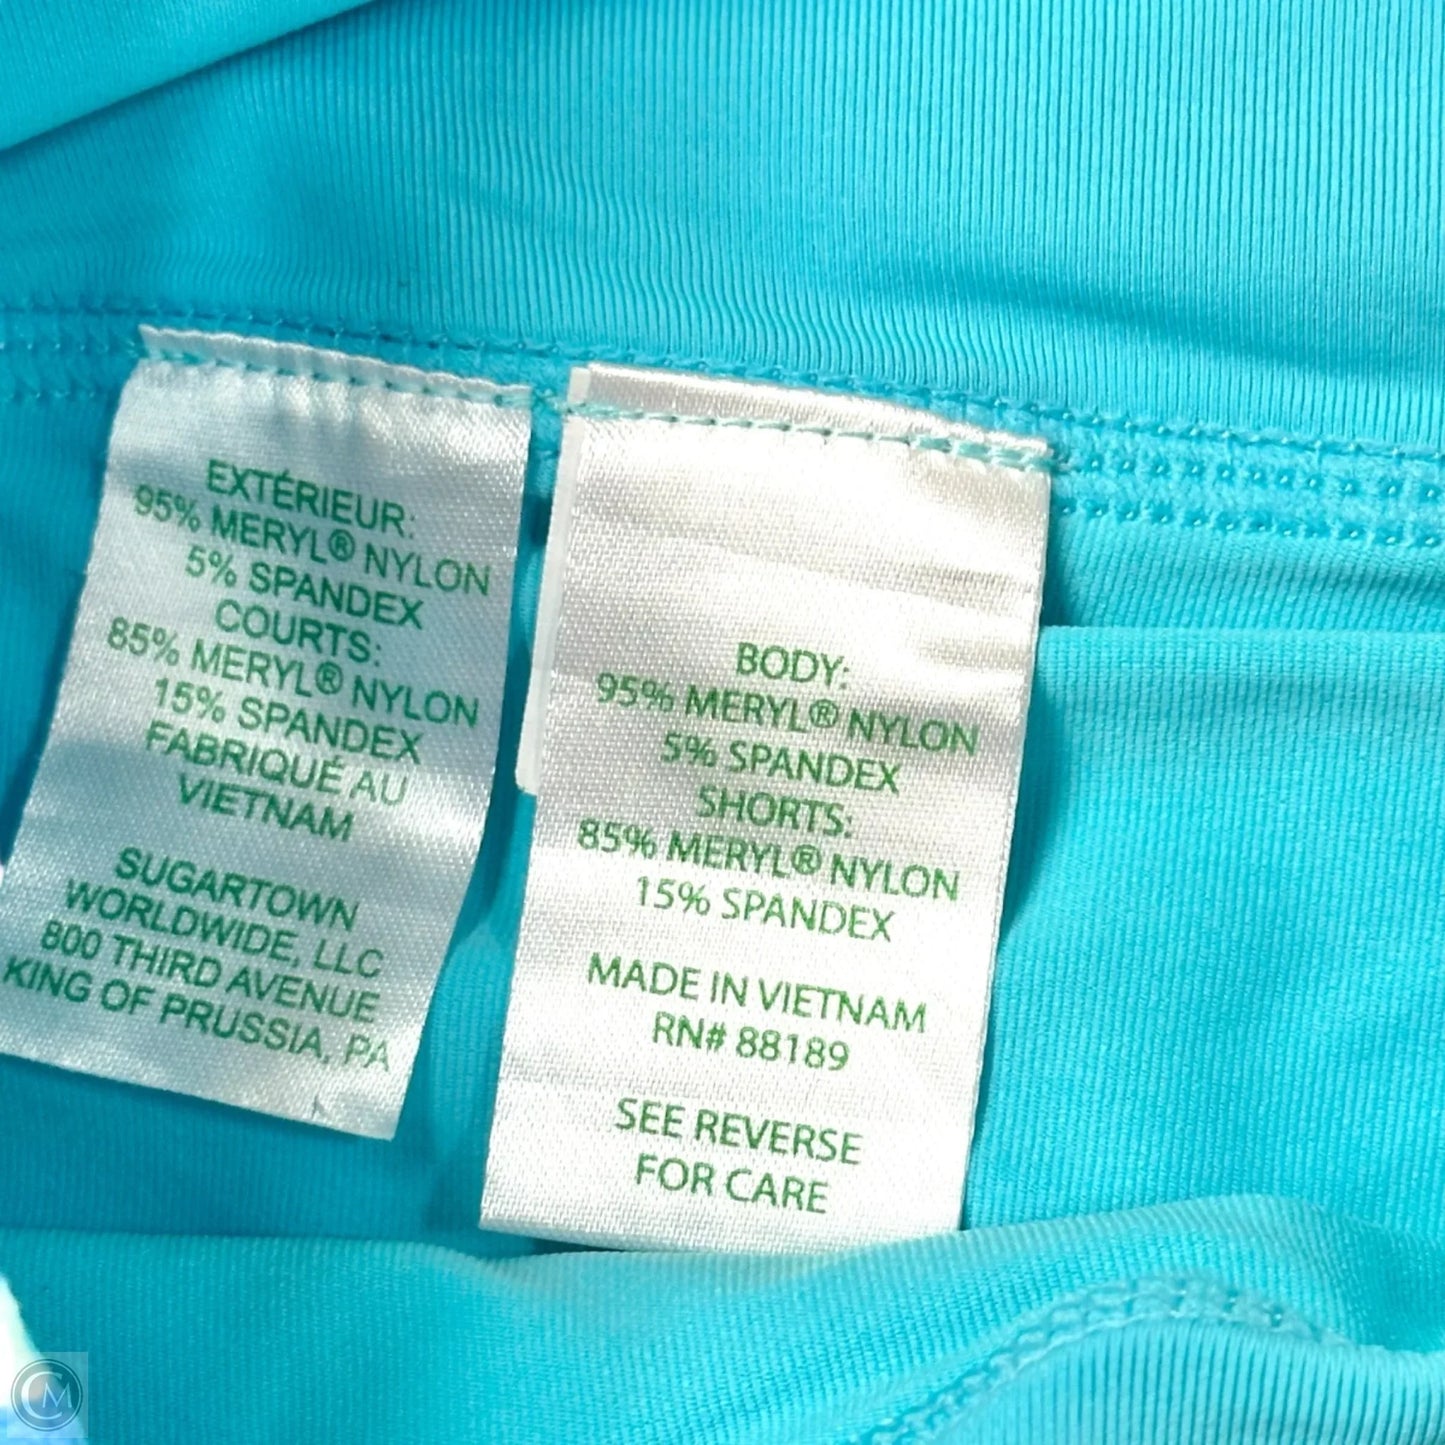 EXTÉRIEUR:
95% MERYL® NYLON
5% SPANDEX
COURTS:
85% MERYL® NYLON
15% SPANDEX
FABRIQUÉ AU
VIETNAM
SUGARTOWN
WORLDWIDE, LLC
800 THIRD AVENUE
KING OF PRUSSIA, PA
BODY:
95% MERYL® NYLON
5% SPANDEX
SHORTS:
85% MERYL® NYLON
15% SPANDEX
MADE IN VIETNAM
RN# 88189
SEE REVERSE
FOR CARE
CM